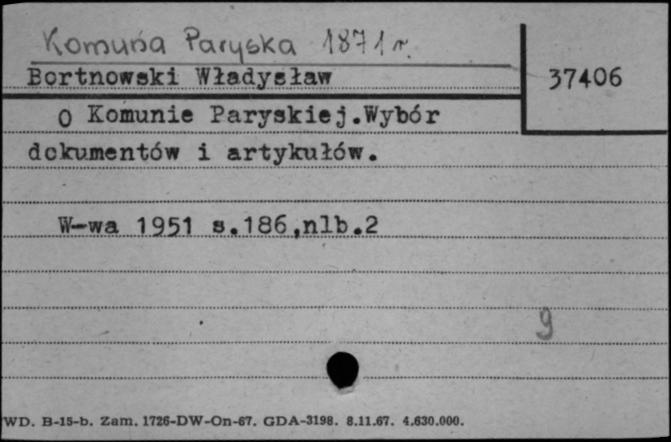 Komuna Paryska 1871 r.
Bortnowski Władysław
37406
O Komunie Paryskiej.Wybór
dokumentów i artykułów.
W-wa 1951 s.186,nlb.2
9
WD. B-15-b. Zam. 1726-DW-On-67. GDA-3198. 8.11.67. 4.630.000.